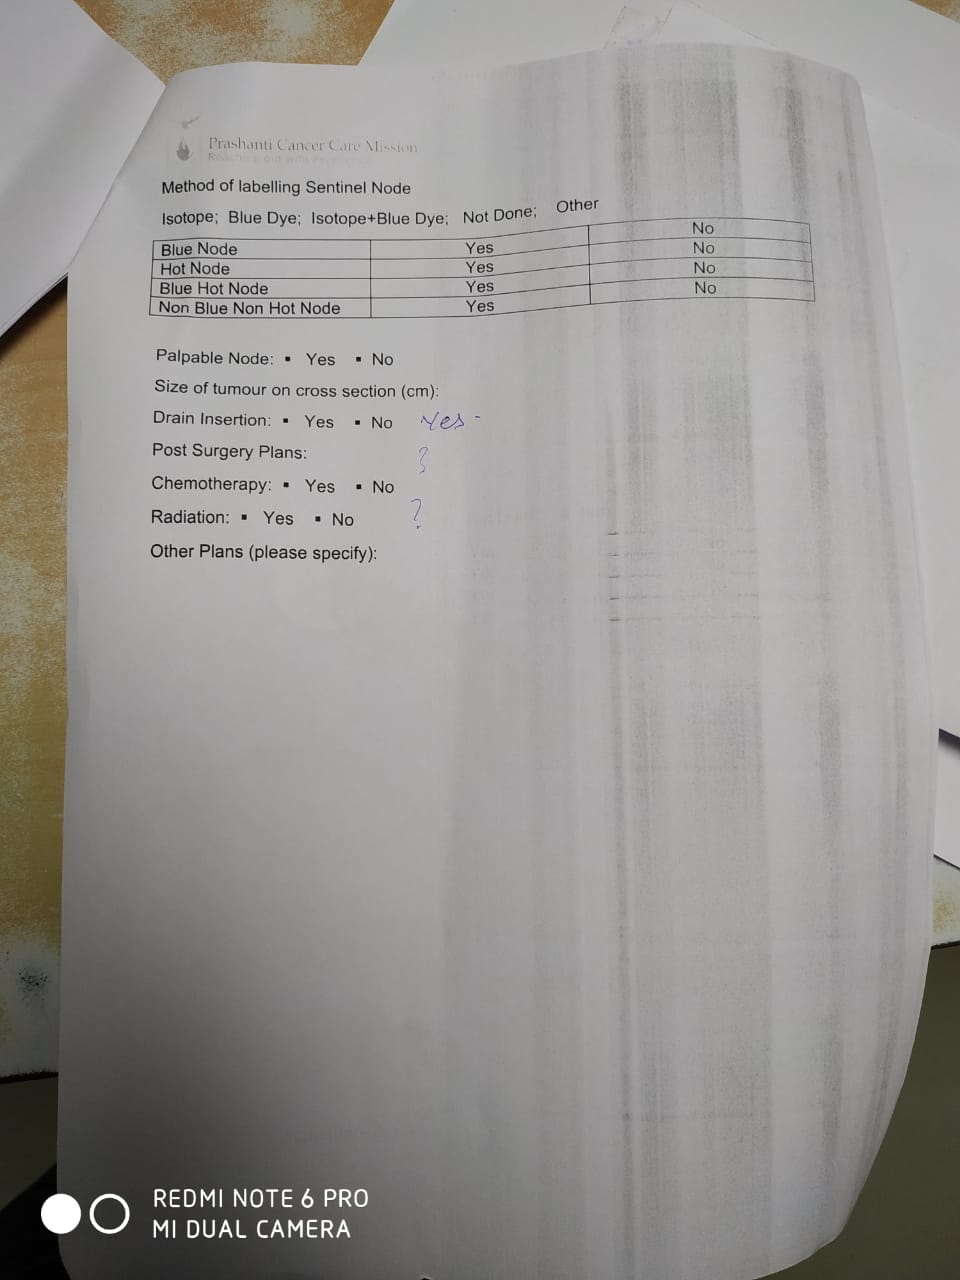 Prashanti Cancer Care Mission
Reaching out with
Method of labelling Sentinel Node
Isotope; Blue Dye; Isotope+Blue Dye; Not Done; Other
Blue Node Yes No
Hot Node Yes No
Blue Hot Node Yes No
Non Blue Non Hot Node Yes No
Palpable Node: ▪ Yes ▪ No
Size of tumour on cross section (cm):
Drain Insertion: ▪ Yes ▪ No Yes -
Post Surgery Plans: ?
Chemotherapy: ▪ Yes ▪ No
Radiation: ▪ Yes ▪ No ?
Other Plans (please specify):
REDMI NOTE 6 PRO
MI DUAL CAMERA